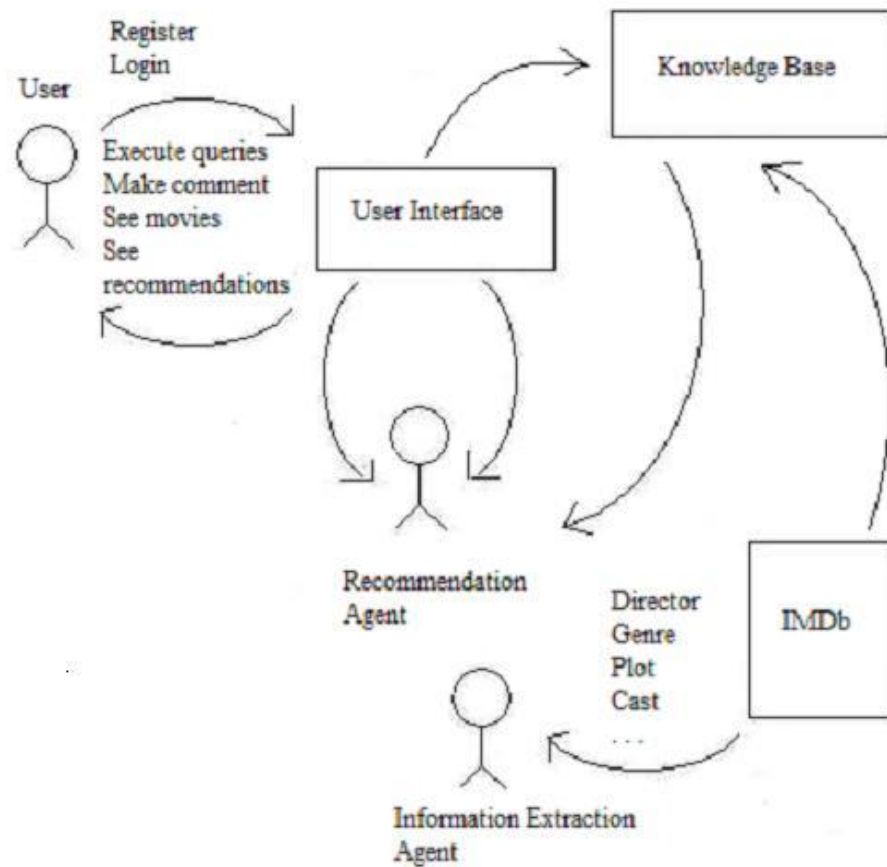 Register
Login
User
Execute queries
Make comment
See movies
See
recommendations
User Interface
Knowledge Base
Recommendation
Agent
Director
Genre
Plot
Cast
. . .
IMDb
Information Extraction
Agent